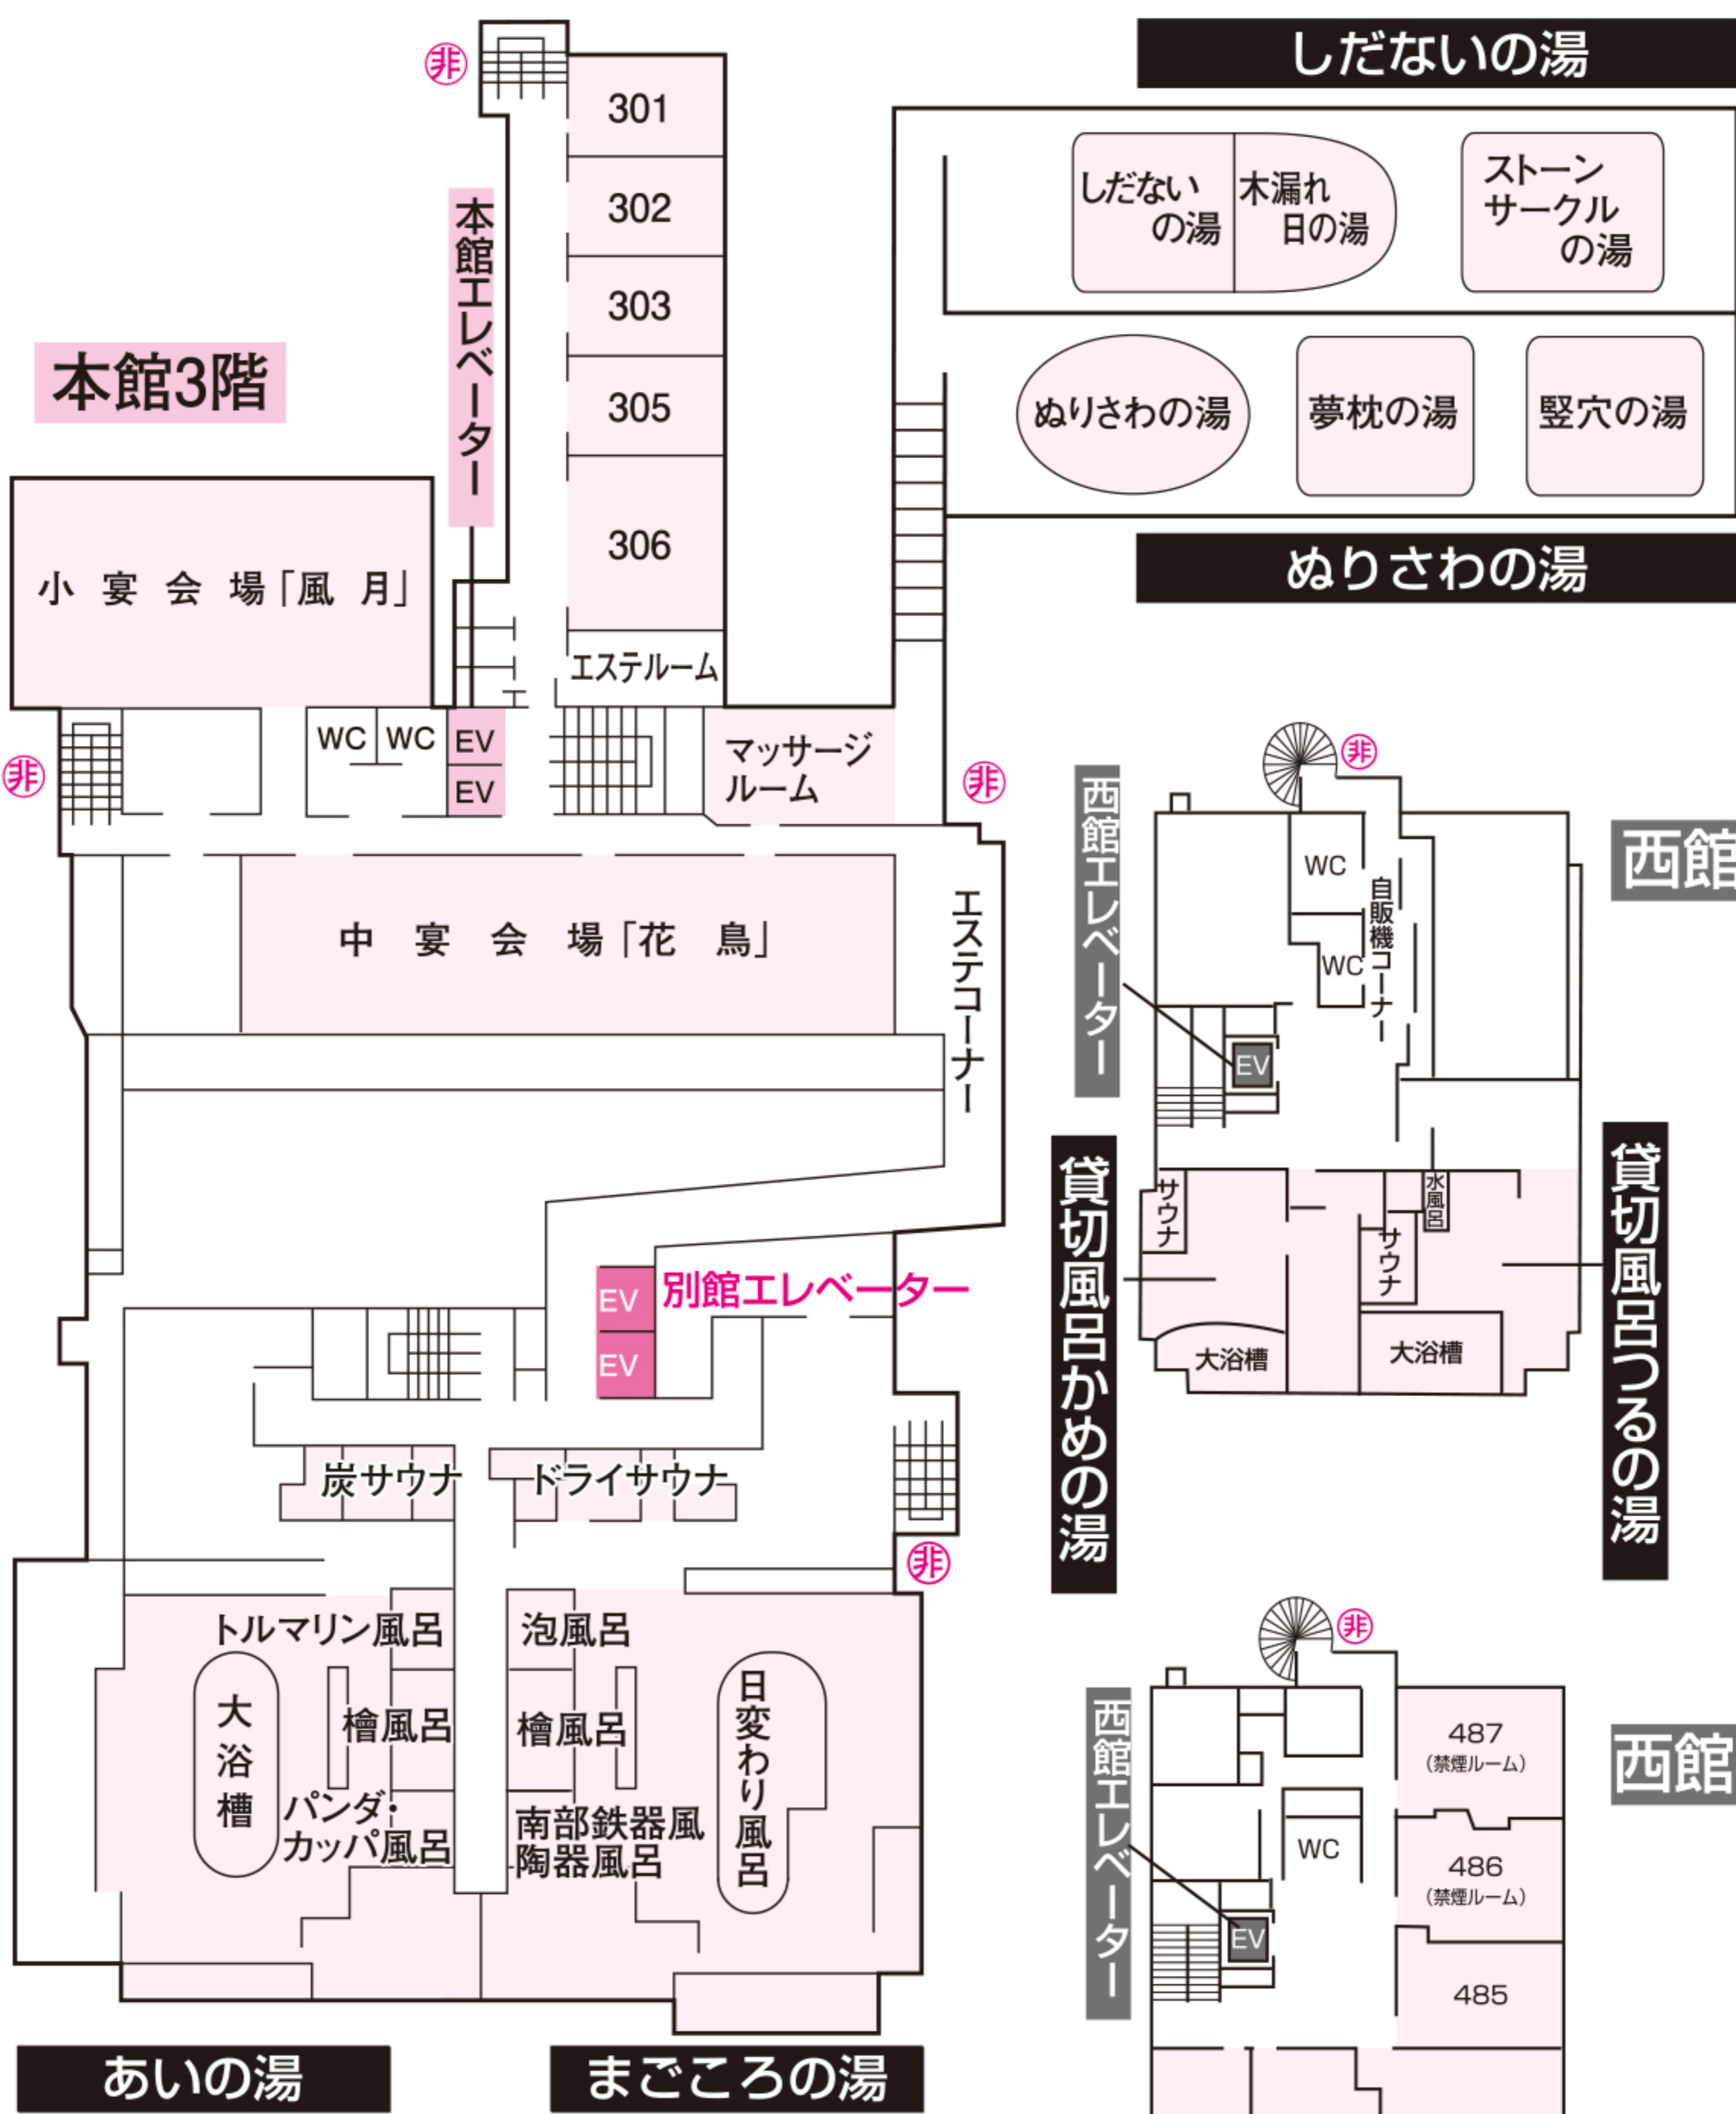 非
301
302
303
305
306
本館エレベーター
本館3階
小宴会場「風月」
エステルーム
WC
WC
EV
EV
マッサージ
ルーム
非
非
中宴会場「花鳥」
エステコーナー
EV
EV
別館エレベーター
炭サウナ
ドライサウナ
非
トルマリン風呂
泡風呂
大浴槽
檜風呂
檜風呂
日変わり風呂
パンダ・
カッパ風呂
南部鉄器風
陶器風呂
あいの湯
まごころの湯
しだないの湯
しだない
の湯
木漏れ
日の湯
ストーン
サークル
の湯
ぬりさわの湯
夢枕の湯
竪穴の湯
ぬりさわの湯
非
西館エレベーター
西館
WC
自販機コーナー
WC
EV
サウナ
水風呂
サウナ
大浴槽
大浴槽
貸切風呂かめの湯
貸切風呂つるの湯
非
西館エレベーター
西館
487
(禁煙ルーム)
WC
486
(禁煙ルーム)
EV
485